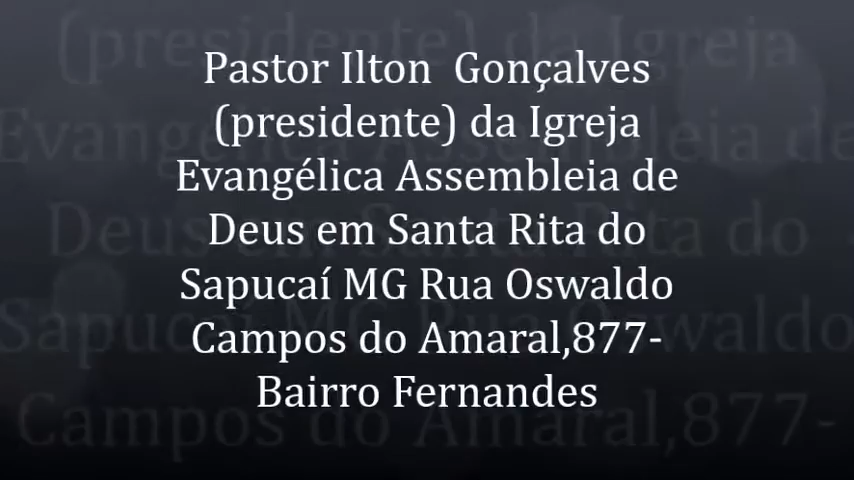 Pastor Ilton  Gonçalves
(presidente) da Igreja
Evangélica Assembleia de
Deus em Santa Rita do
Sapucaí MG Rua Oswaldo
Campos do Amaral,877-
Bairro Fernandes